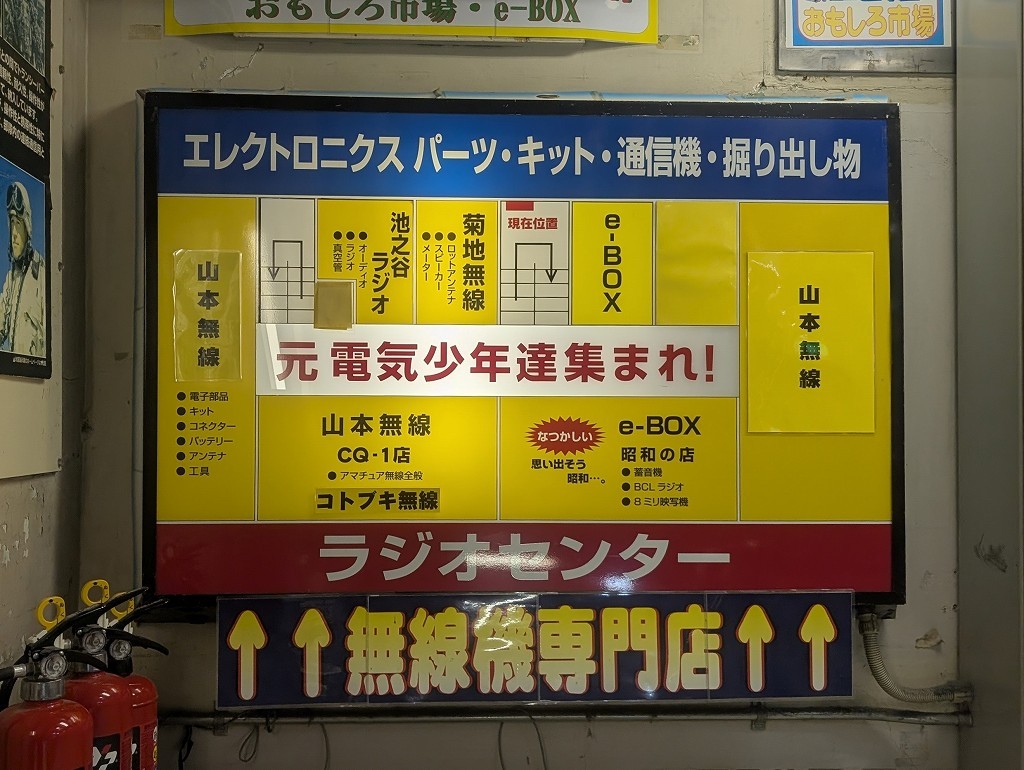 おもしろ市場・e-BOX
おもしろ市場
エレクトロニクス パーツ・キット・通信機・掘り出し物
山本無線
●電子部品
●キット
●コネクター
●バッテリー
●アンテナ
●工具
池之谷ラジオ
●オーディオ
●ラジオ
●真空管
菊地無線
●ロットアンテナ
●スピーカー
●メーター
現在位置
e-BOX
山本無線
元 電気少年達集まれ!
山本無線
CQ-1店
●アマチュア無線全般
コトブキ無線
なつかしい
思い出そう
昭和…。
e-BOX
昭和の店
●蓄音機
●BCLラジオ
●8ミリ映写機
ラジオセンター
↑↑無線機専門店↑↑